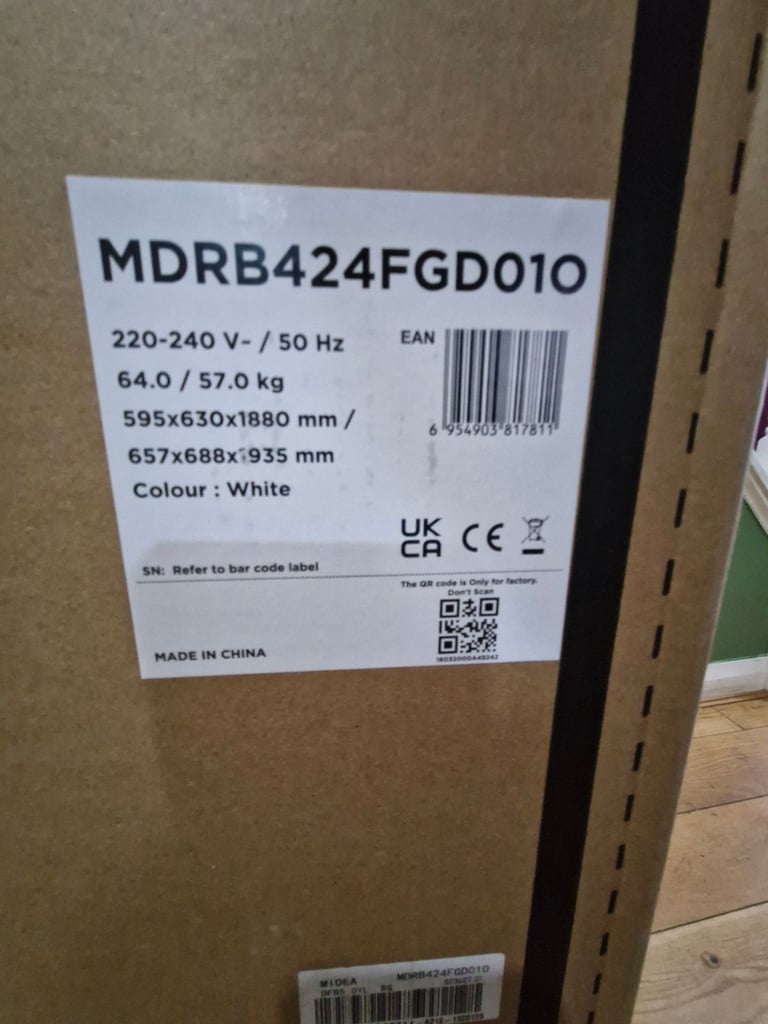 MDRB424FGD01O
220-240 V~ / 50 Hz
EAN
64.0 / 57.0 kg
595x630x1880 mm /
6 954903 817811
657x688x1935 mm
Colour : White
UK
CA CE
SN: Refer to bar code label
The QR code is Only for factory.
Don't Scan
MADE IN CHINA
MIDEA MDRB424FGD010